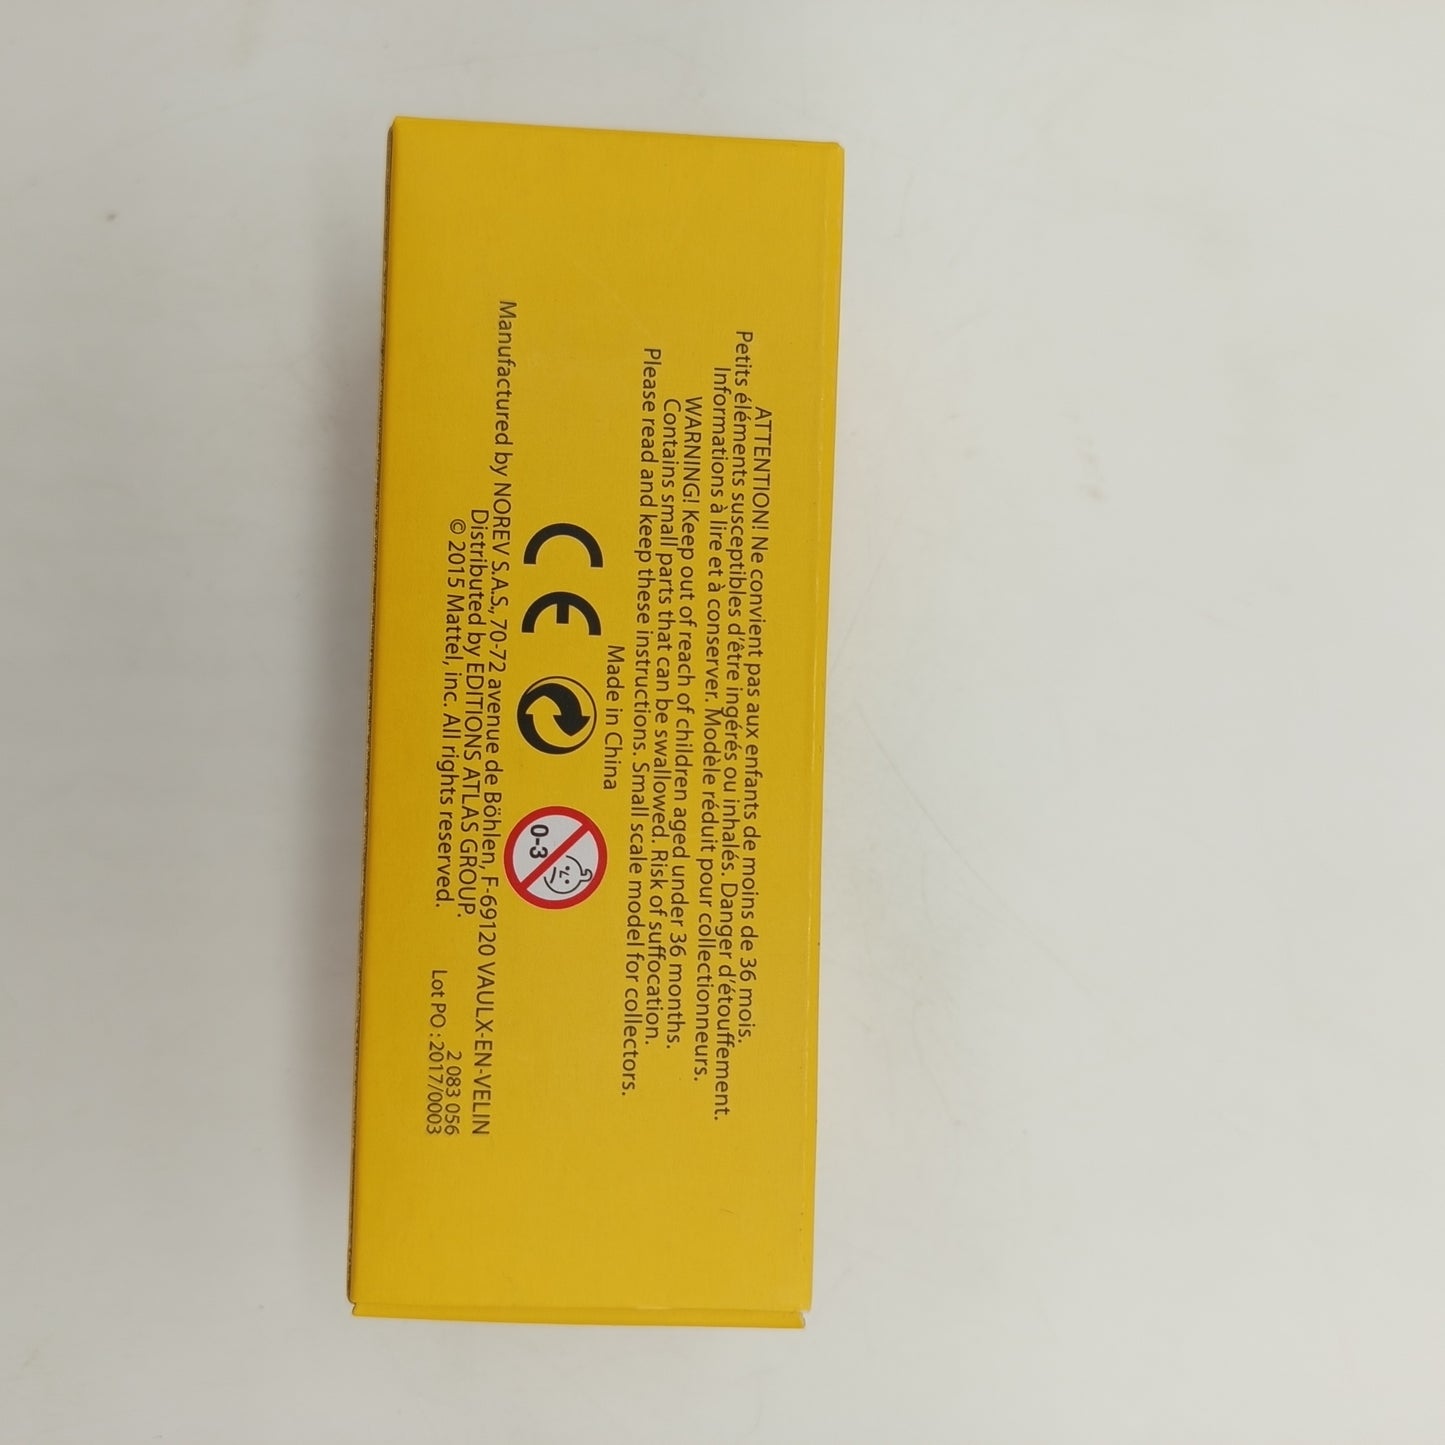 ATTENTION! Ne convient pas aux enfants de moins de 36 mois.
Petits éléments susceptibles d'être ingérés ou inhalés. Danger d'étouffement.
Informations à lire et à conserver. Modèle réduit pour collectionneurs.
WARNING! Keep out of reach of children aged under 36 months.
Contains small parts that can be swallowed. Risk of suffocation.
Please read and keep these instructions. Small scale model for collectors.
Made in China
CE
0-3
Manufactured by NOREV S.A.S., 70-72 avenue de Böhlen, F-69120 VAULX-EN-VELIN
Distributed by EDITIONS ATLAS GROUP.
© 2015 Mattel, inc. All rights reserved.
2 083 056
Lot PO : 2017/0003